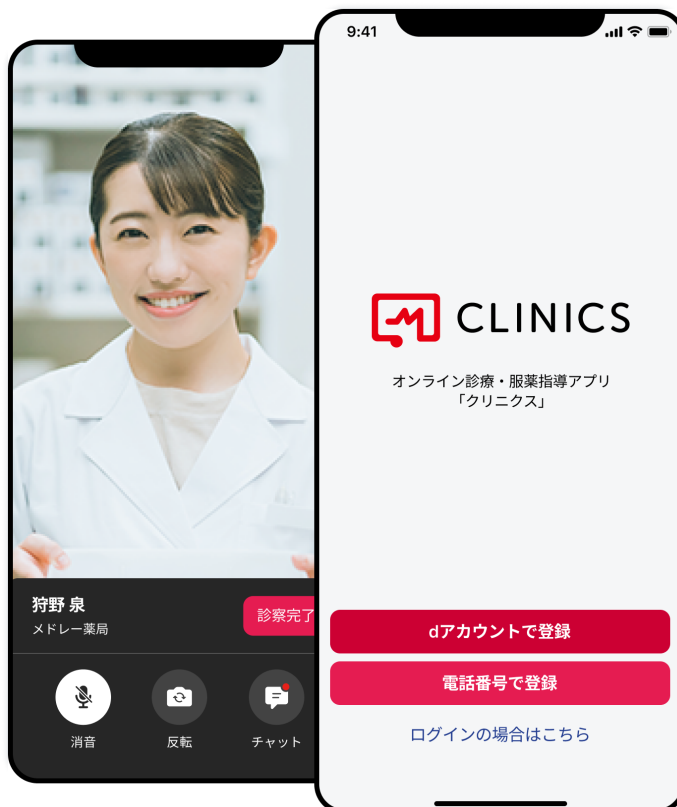 狩野 泉
メドレー薬局
診察完了
消音
反転
チャット
9:41
CLINICS
オンライン診療・服薬指導アプリ
「クリニクス」
dアカウントで登録
電話番号で登録
ログインの場合はこちら